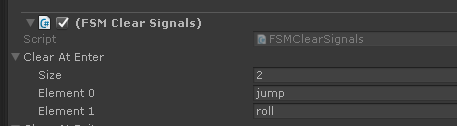 (FSM Clear Signals)
Script FSMClearSignals
Clear At Enter
Size 2
Element 0 jump
Element 1 roll